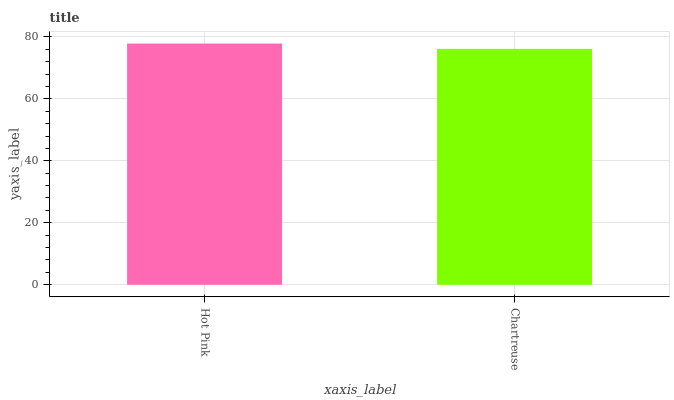 title
80
60
40
20
0
yaxis_label
Hot Pink
Chartreuse
xaxis_label